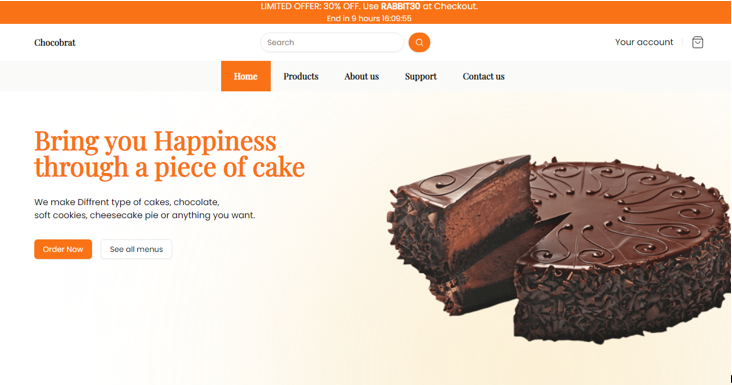 LIMITED OFFER: 30% OFF. Use RABBIT30 at Checkout.
End in 9 hours 16:09:55
Chocobrat
Search
Your account
Home
Products
About us
Support
Contact us
Bring you Happiness
through a piece of cake
We make Diffrent type of cakes, chocolate,
soft cookies, cheesecake pie or anything you want.
Order Now
See all menus